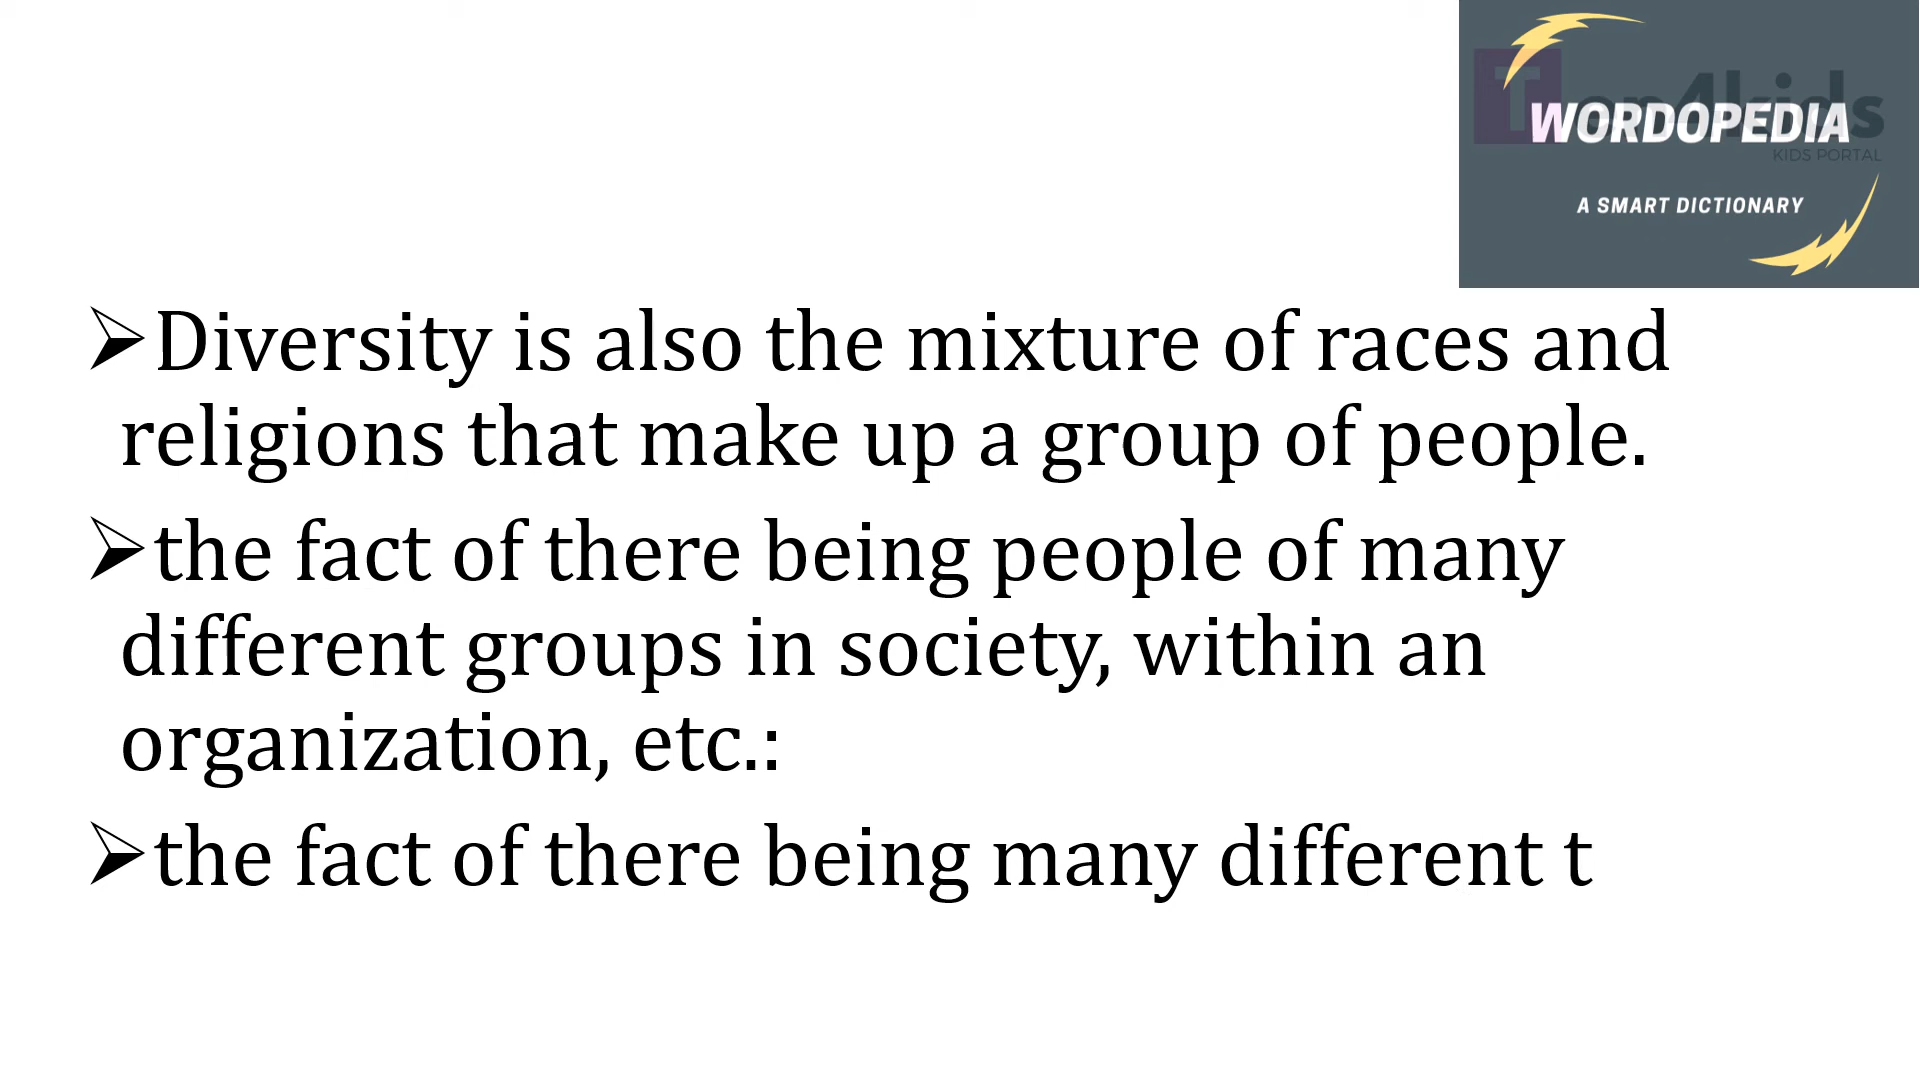 WORDOPEDIA
KIDS PORTAL
A SMART DICTIONARY
➢Diversity is also the mixture of races and
religions that make up a group of people.
➢the fact of there being people of many
different groups in society, within an
organization, etc.:
➢the fact of there being many different t